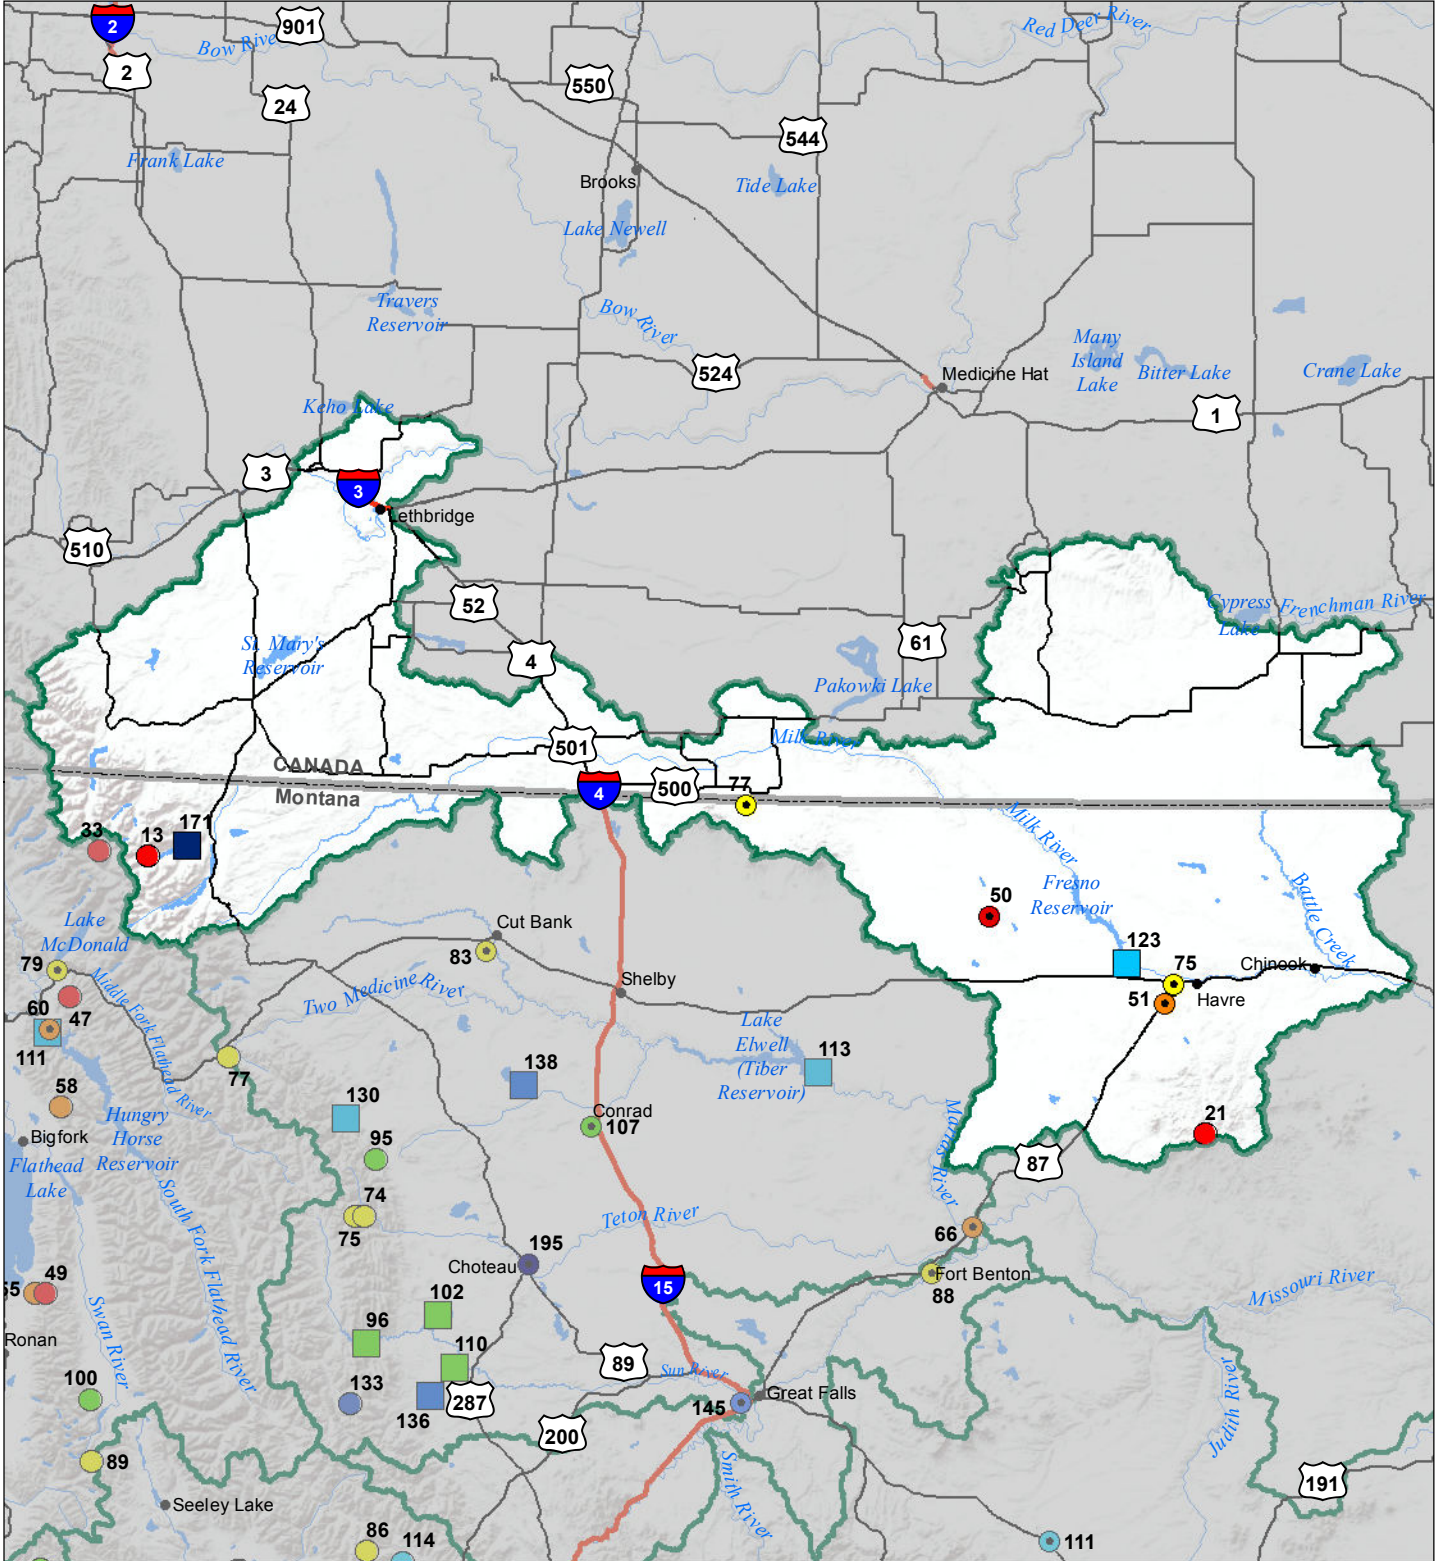 2
901
Bow River
Red Deer River
2
24
550
544
Frank Lake
Brooks
Tide Lake
Lake Newell
Travers
Reservoir
Bow River
524
Medicine Hat
Many
Island
Lake
Bitter Lake
Crane Lake
1
Keho Lake
3
3
Lethbridge
510
52
4
61
Cypress
Lake
Frenchman River
St. Mary's
Reservoir
Pakowki Lake
501
Milk River
CANADA
Montana
4
500
77
33
13
171
Milk River
50
Fresno
Reservoir
Battle Creek
Lake
McDonald
Cut Bank
83
123
75
Chinook
51
Havre
79
Middle Fork Flathead River
Two Medicine River
Shelby
47
60
111
Lake
Elwell
(Tiber
Reservoir)
113
77
138
58
130
Conrad
107
Hungry
Horse
Reservoir
95
Bigfork
Flathead
Lake
Marias River
21
87
74
75
South Fork Flathead River
Teton River
66
195
Choteau
Fort Benton
88
15
Missouri River
55
49
102
Swan River
96
Ronan
110
89
Sun River
Judith River
100
133
136
287
145
Great Falls
200
89
Smith River
191
Seeley Lake
86
114
111